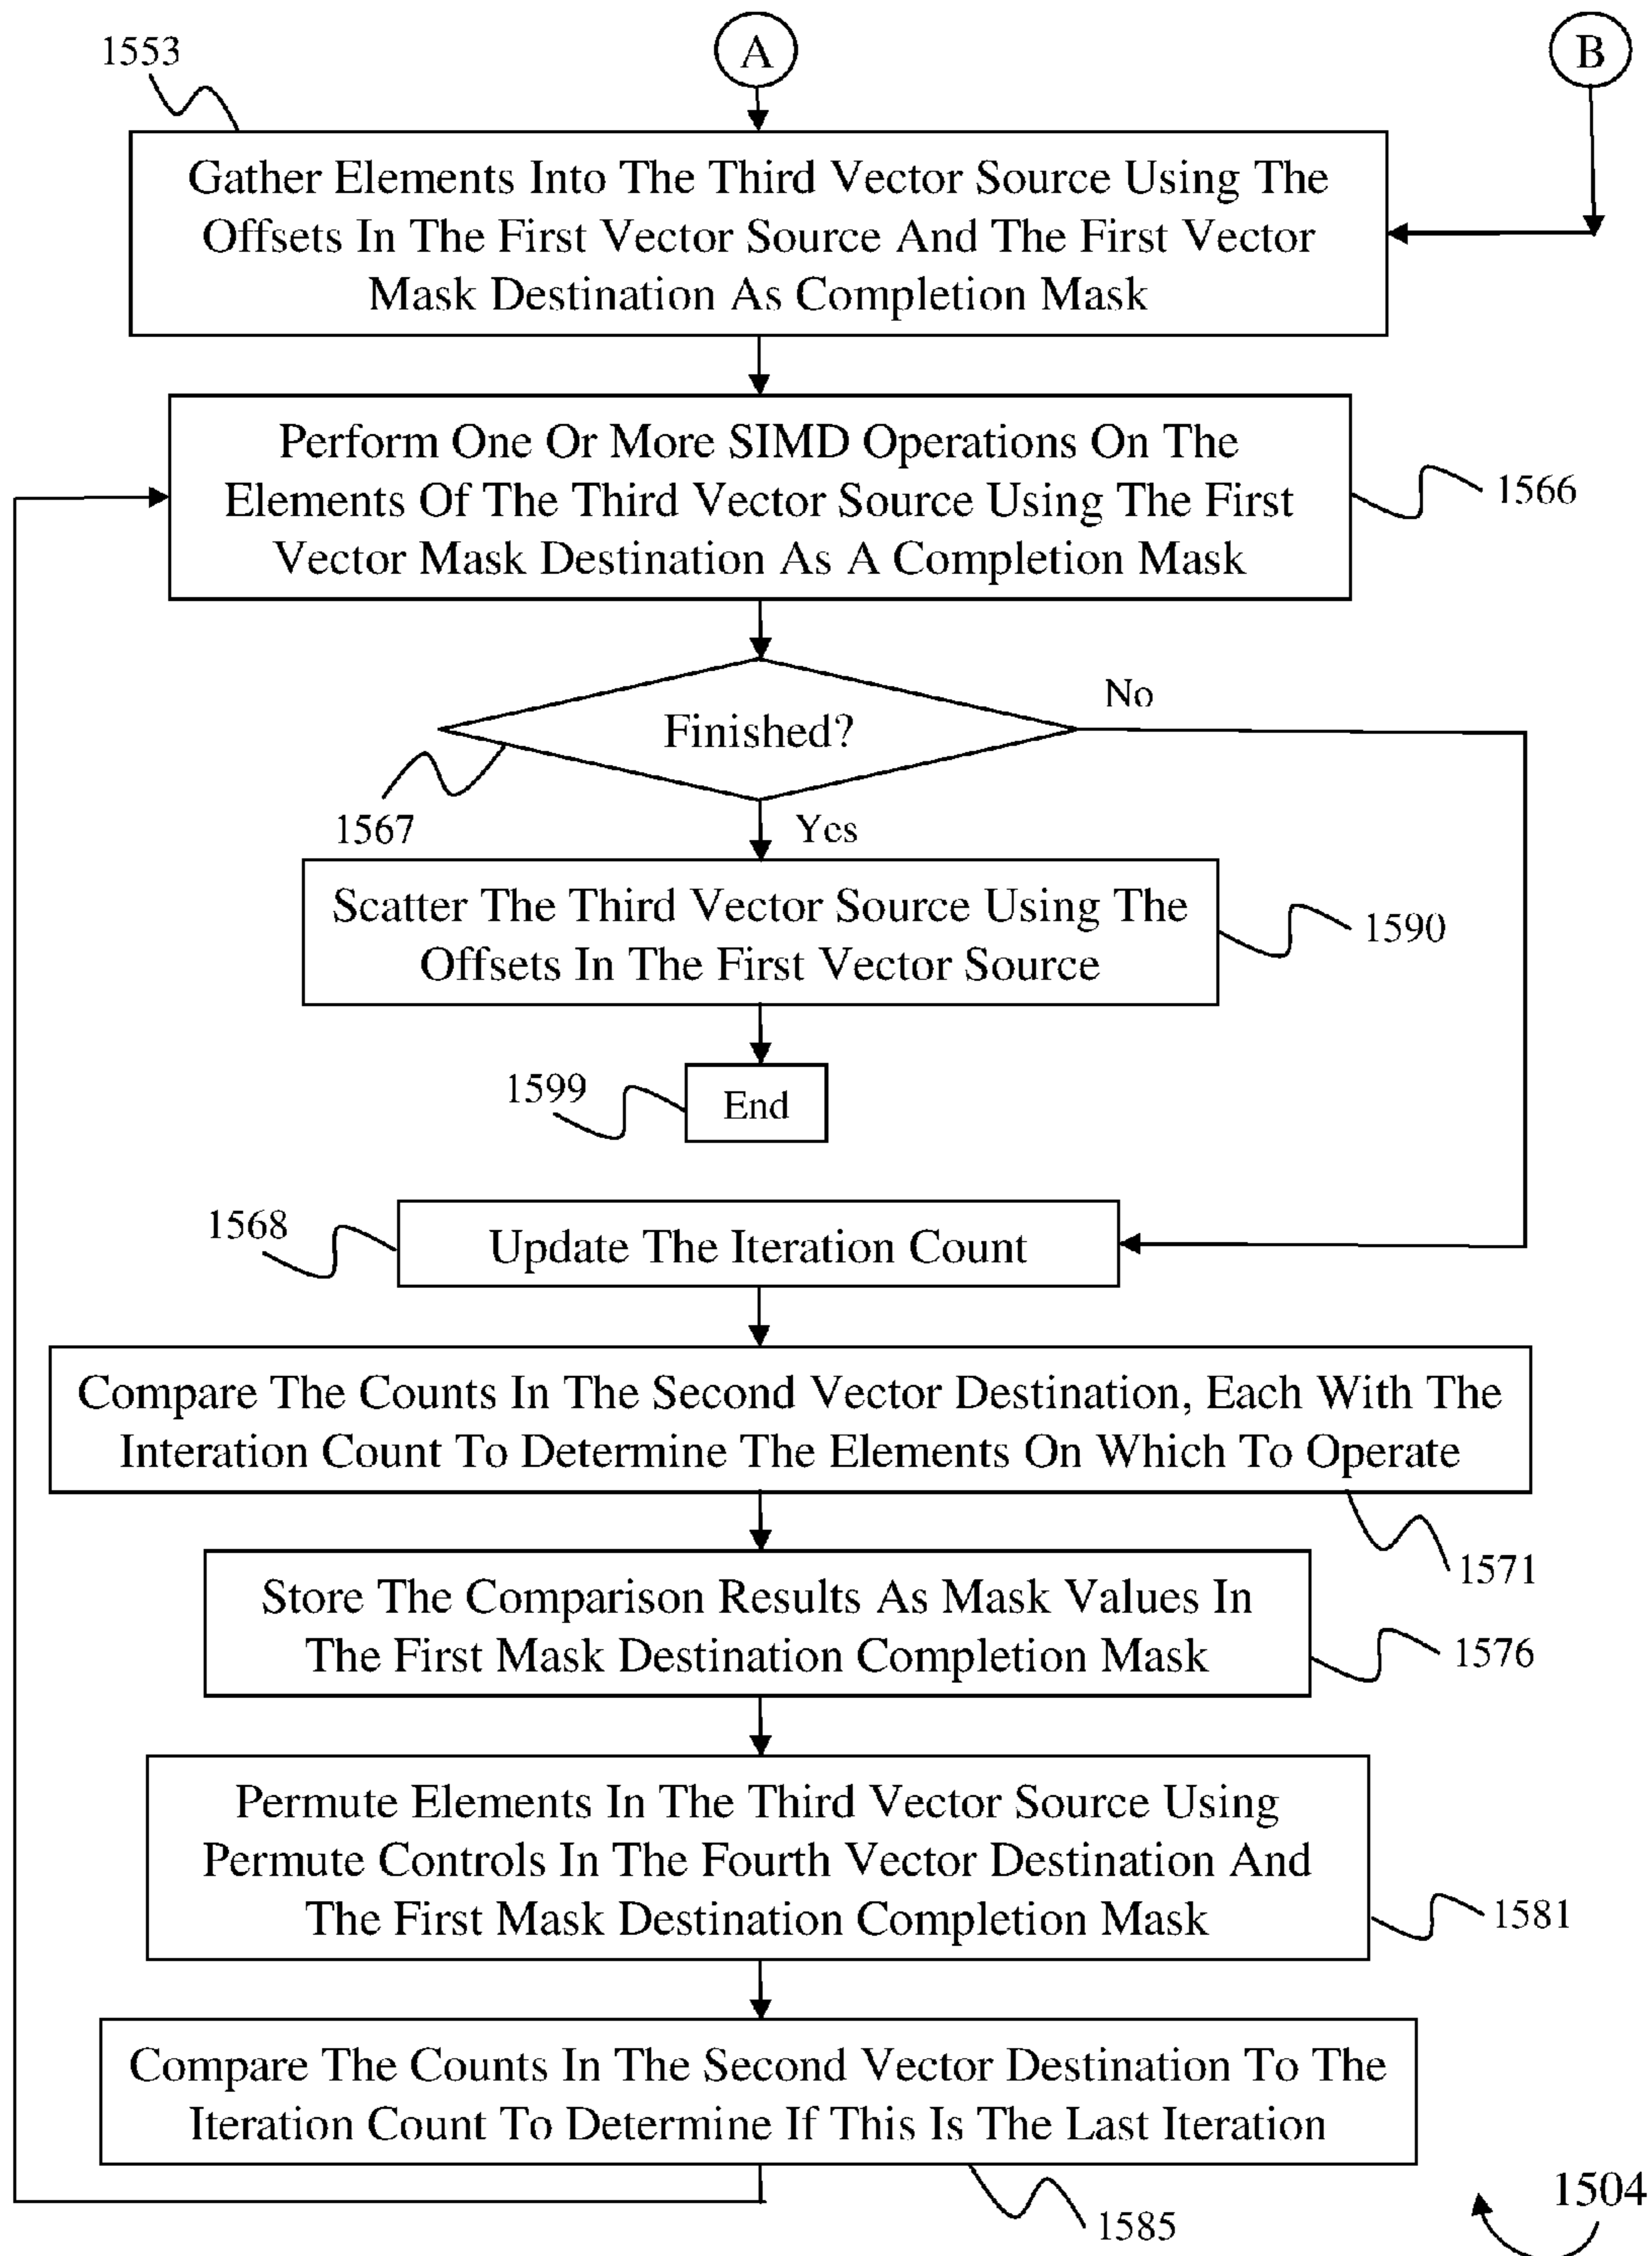 1553
A
B
Gather Elements Into The Third Vector Source Using The
Offsets In The First Vector Source And The First Vector
Mask Destination As Completion Mask
Perform One Or More SIMD Operations On The
Elements Of The Third Vector Source Using The First
Vector Mask Destination As A Completion Mask
1566
No
Finished?
1567
Yes
Scatter The Third Vector Source Using The
Offsets In The First Vector Source
1590
1599
End
1568
Update The Iteration Count
Compare The Counts In The Second Vector Destination, Each With The
Interation Count To Determine The Elements On Which To Operate
1571
Store The Comparison Results As Mask Values In
The First Mask Destination Completion Mask
1576
Permute Elements In The Third Vector Source Using
Permute Controls In The Fourth Vector Destination And
The First Mask Destination Completion Mask
1581
Compare The Counts In The Second Vector Destination To The
Iteration Count To Determine If This Is The Last Iteration
1585
1504